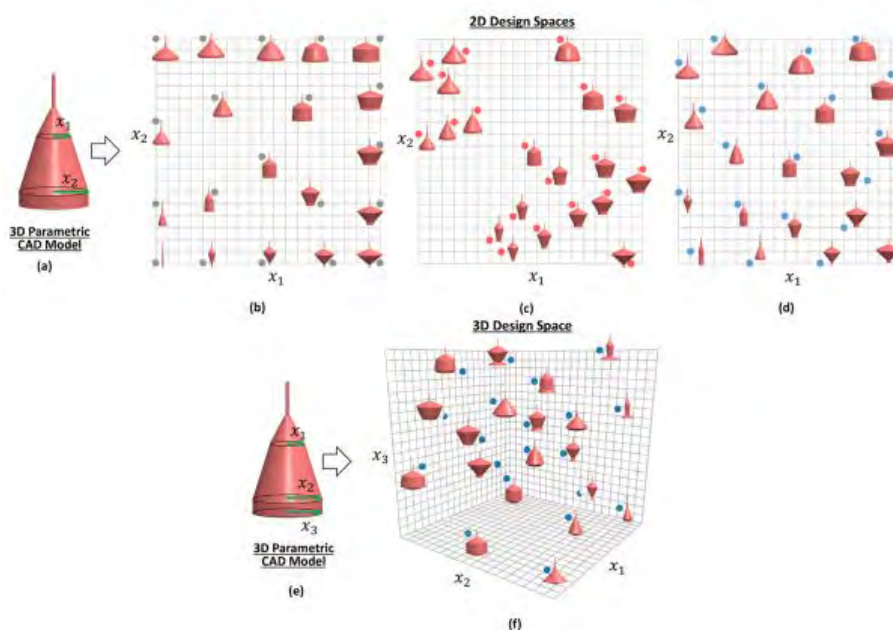 2D Design Spaces
x₁
x₂
3D Parametric
CAD Model
(a)
x₂
x₁
(b)
x₂
x₁
(c)
x₂
x₁
(d)
3D Design Space
x₁
x₂
x₃
3D Parametric
CAD Model
(e)
x₃
x₂
x₁
(f)